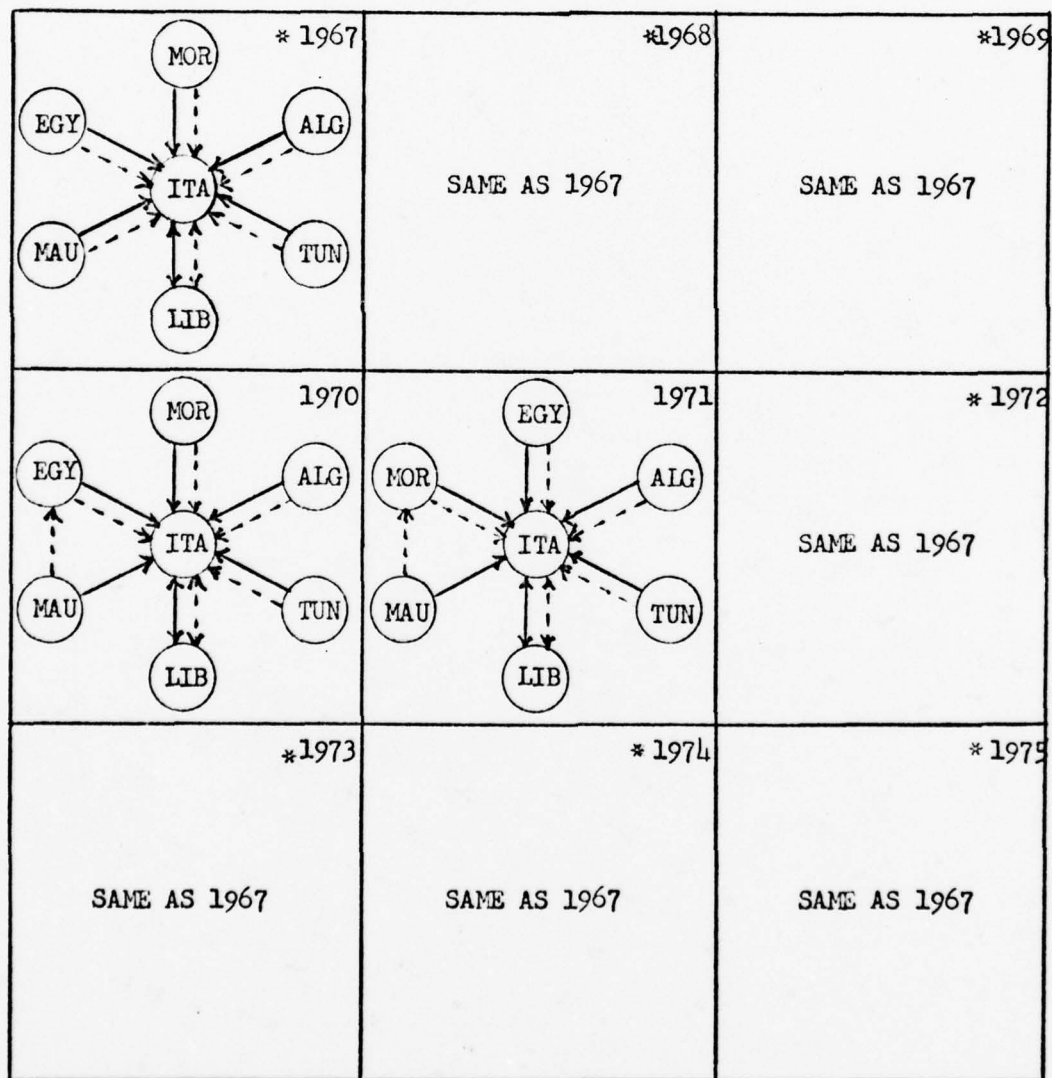 * 1967
MOR
EGY
ALG
ITA
MAU
TUN
LIB
*1968
SAME AS 1967
*1969
SAME AS 1967
1970
MOR
EGY
ALG
ITA
MAU
TUN
LIB
1971
EGY
MOR
ALG
ITA
MAU
TUN
LIB
* 1972
SAME AS 1967
*1973
SAME AS 1967
* 1974
SAME AS 1967
* 1975
SAME AS 1967